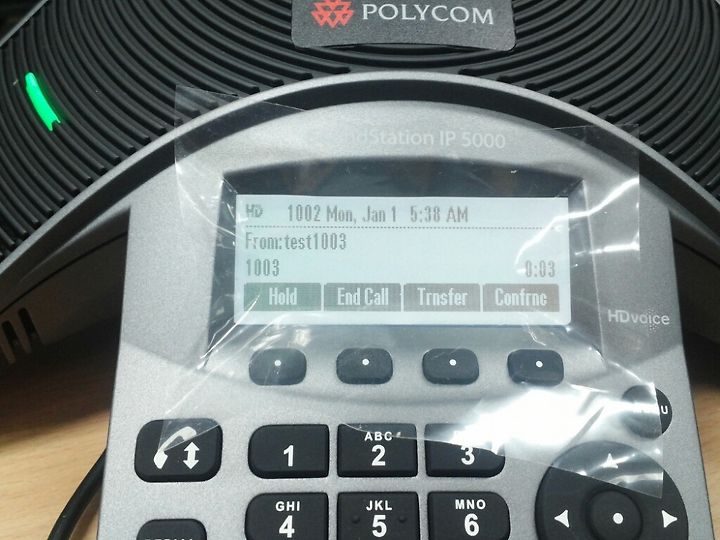 POLYCOM
Station IP 5000
HD 1002 Mon, Jan 1 5:38 AM
From:test1003
1003 0:03
Hold End Call Trnsfer Confrnc
HDvoice
1 ABC 2 3
GHI 4 JKL 5 MNO 6